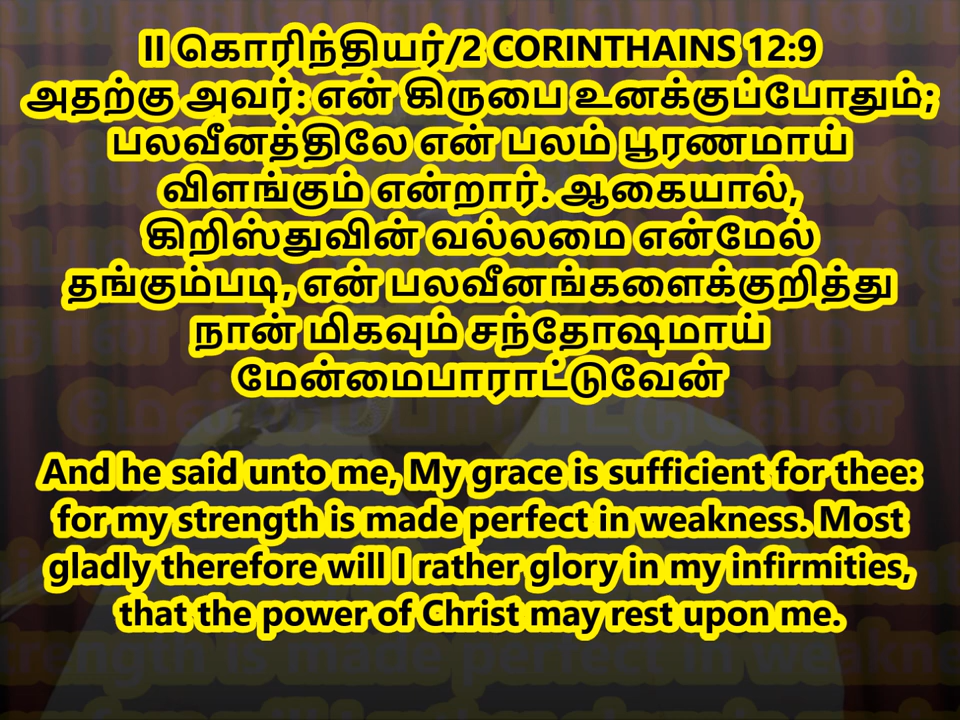 II கொரிந்தியர்/2 CORINTHAINS 12:9
அதற்கு அவர்: என் கிருபை உனக்குப்போதும்;
பலவீனத்திலே என் பலம் பூரணமாய்
விளங்கும் என்றார். ஆகையால்,
கிறிஸ்துவின் வல்லமை என்மேல்
தங்கும்படி, என் பலவீனங்களைக்குறித்து
நான் மிகவும் சந்தோஷமாய்
மேன்மைபாராட்டுவேன்
And he said unto me, My grace is sufficient for thee:
for my strength is made perfect in weakness. Most
gladly therefore will I rather glory in my infirmities,
that the power of Christ may rest upon me.